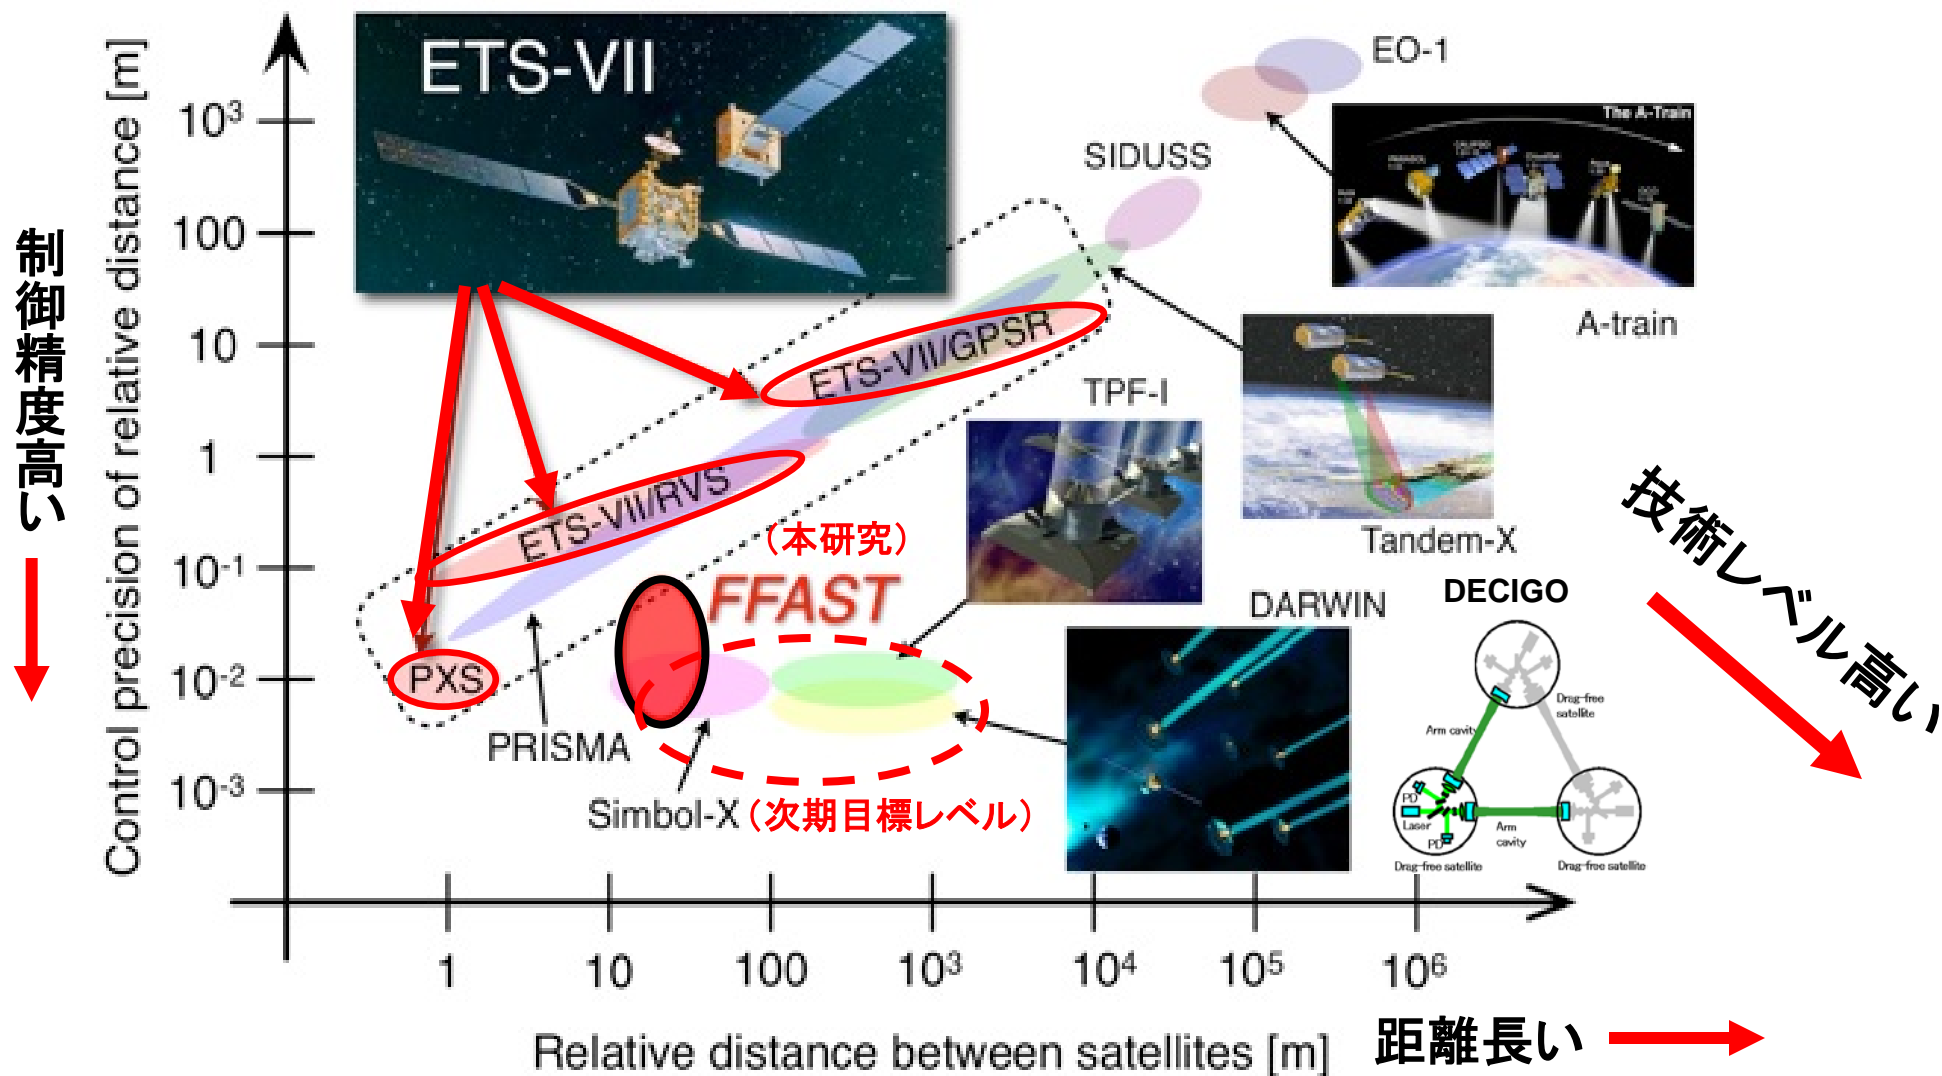 ETS-VII
EO-1
The A-Train
SIDUSS
A-train
Control precision of relative distance [m]
10³
100
10
1
10⁻¹
10⁻²
10⁻³
制御精度高い
ETS-VII/GPSR
TPF-I
Tandem-X
ETS-VII/RVS
（本研究）
FFAST
技術レベル高い
DARWIN
DECIGO
PXS
PRISMA
Simbol-X
（次期目標レベル）
Drag-free
satellite
Arm cavity
PD
Laser
PD
Arm
cavity
Drag-free satellite
Drag-free satellite
1
10
100
10³
10⁴
10⁵
10⁶
Relative distance between satellites [m]
距離長い